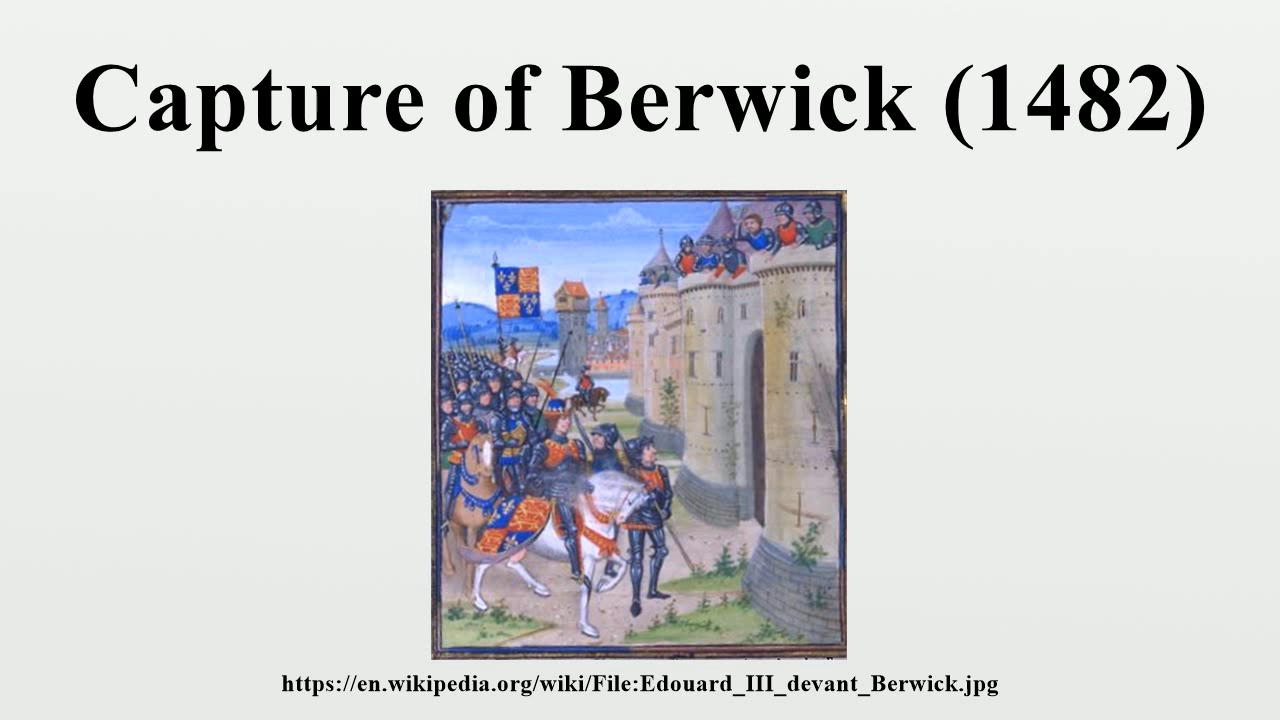 Capture of Berwick (1482)
https://en.wikipedia.org/wiki/File:Edouard_III_devant_Berwick.jpg